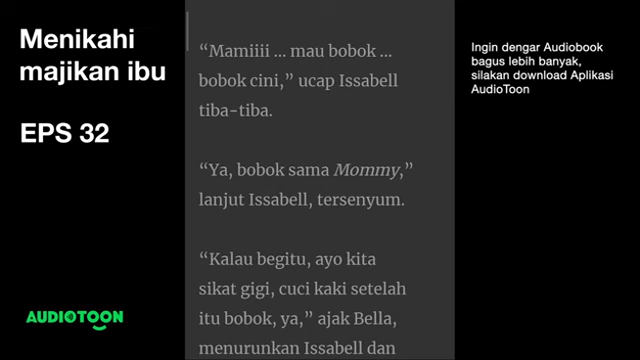 Menikahi
majikan ibu
EPS 32
AUDIOTOON
“Mamiiii ... mau bobok ...
bobok cini,” ucap Issabell
tiba-tiba.
“Ya, bobok sama Mommy,”
lanjut Issabell, tersenyum.
“Kalau begitu, ayo kita
sikat gigi, cuci kaki setelah
itu bobok, ya,” ajak Bella,
menurunkan Issabell dan
Ingin dengar Audiobook
bagus lebih banyak,
silakan download Aplikasi
AudioToon